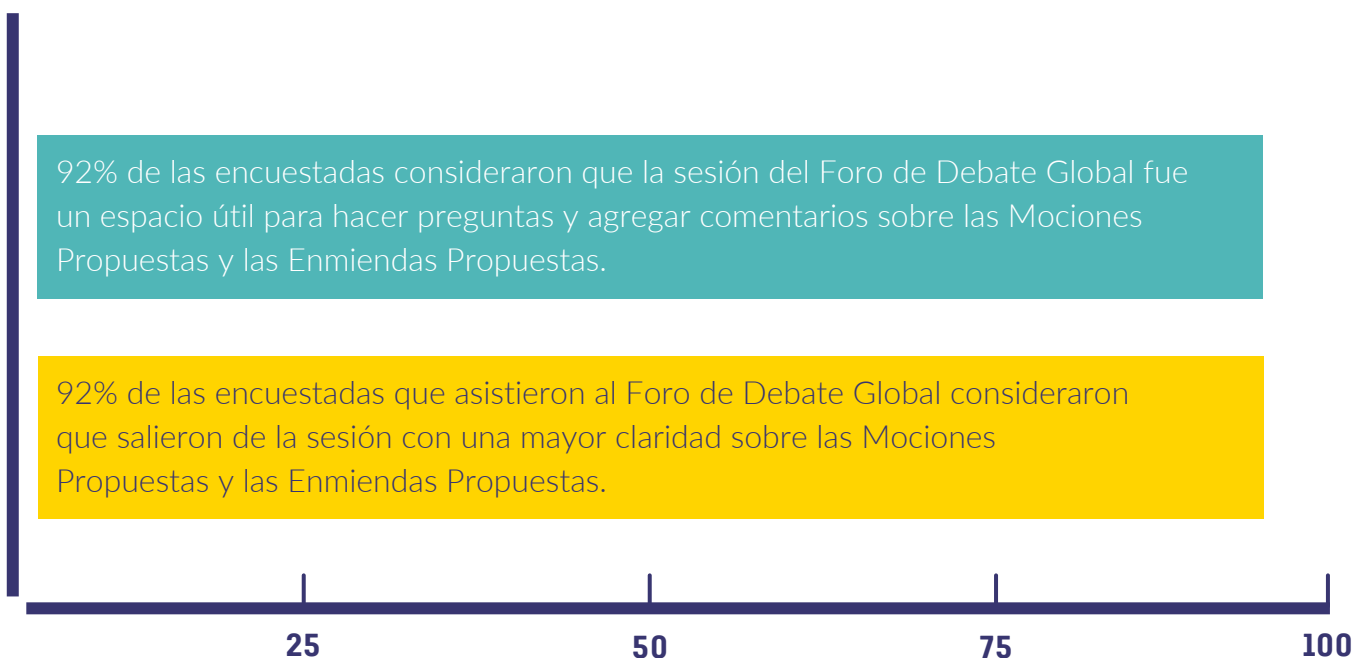 92% de las encuestadas consideraron que la sesión del Foro de Debate Global fue
un espacio útil para hacer preguntas y agregar comentarios sobre las Mociones
Propuestas y las Enmiendas Propuestas.
92% de las encuestadas que asistieron al Foro de Debate Global consideraron
que salieron de la sesión con una mayor claridad sobre las Mociones
Propuestas y las Enmiendas Propuestas.
25 50 75 100